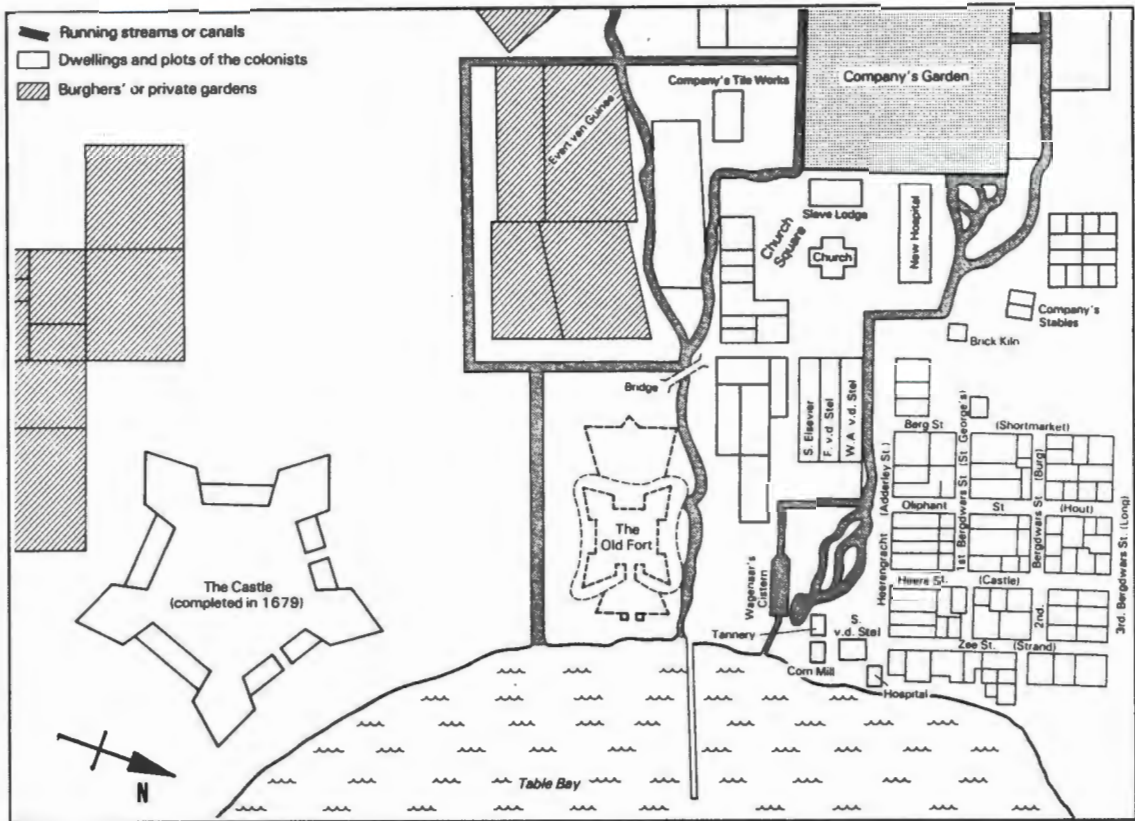 Running streams or canals
Dwellings and plots of the colonists
Burghers' or private gardens
Company's Tile Works
Company's Garden
Evert van Guinea
Slave Lodge
New Hospital
Church
Square
Church
Company's
Stables
Brick Kiln
Bridge
S. Elsevier
F. v.d. Stel
W.A v.d. Stel
Berg St
(Shortmarket)
Heerengracht (Adderley St.)
1st Bergdwars St (St George's)
2nd. Bergdwars St (Burg)
3rd. Bergdwars St. (Long)
Oliphant St (Hout)
The
Old Fort
The Castle
(completed in 1679)
Wagenaar's
Cistern
Heere St. (Castle)
Tannery
S.
v.d. Stel
Zee St. (Strand)
Corn Mill
Hospital
N
Table Bay